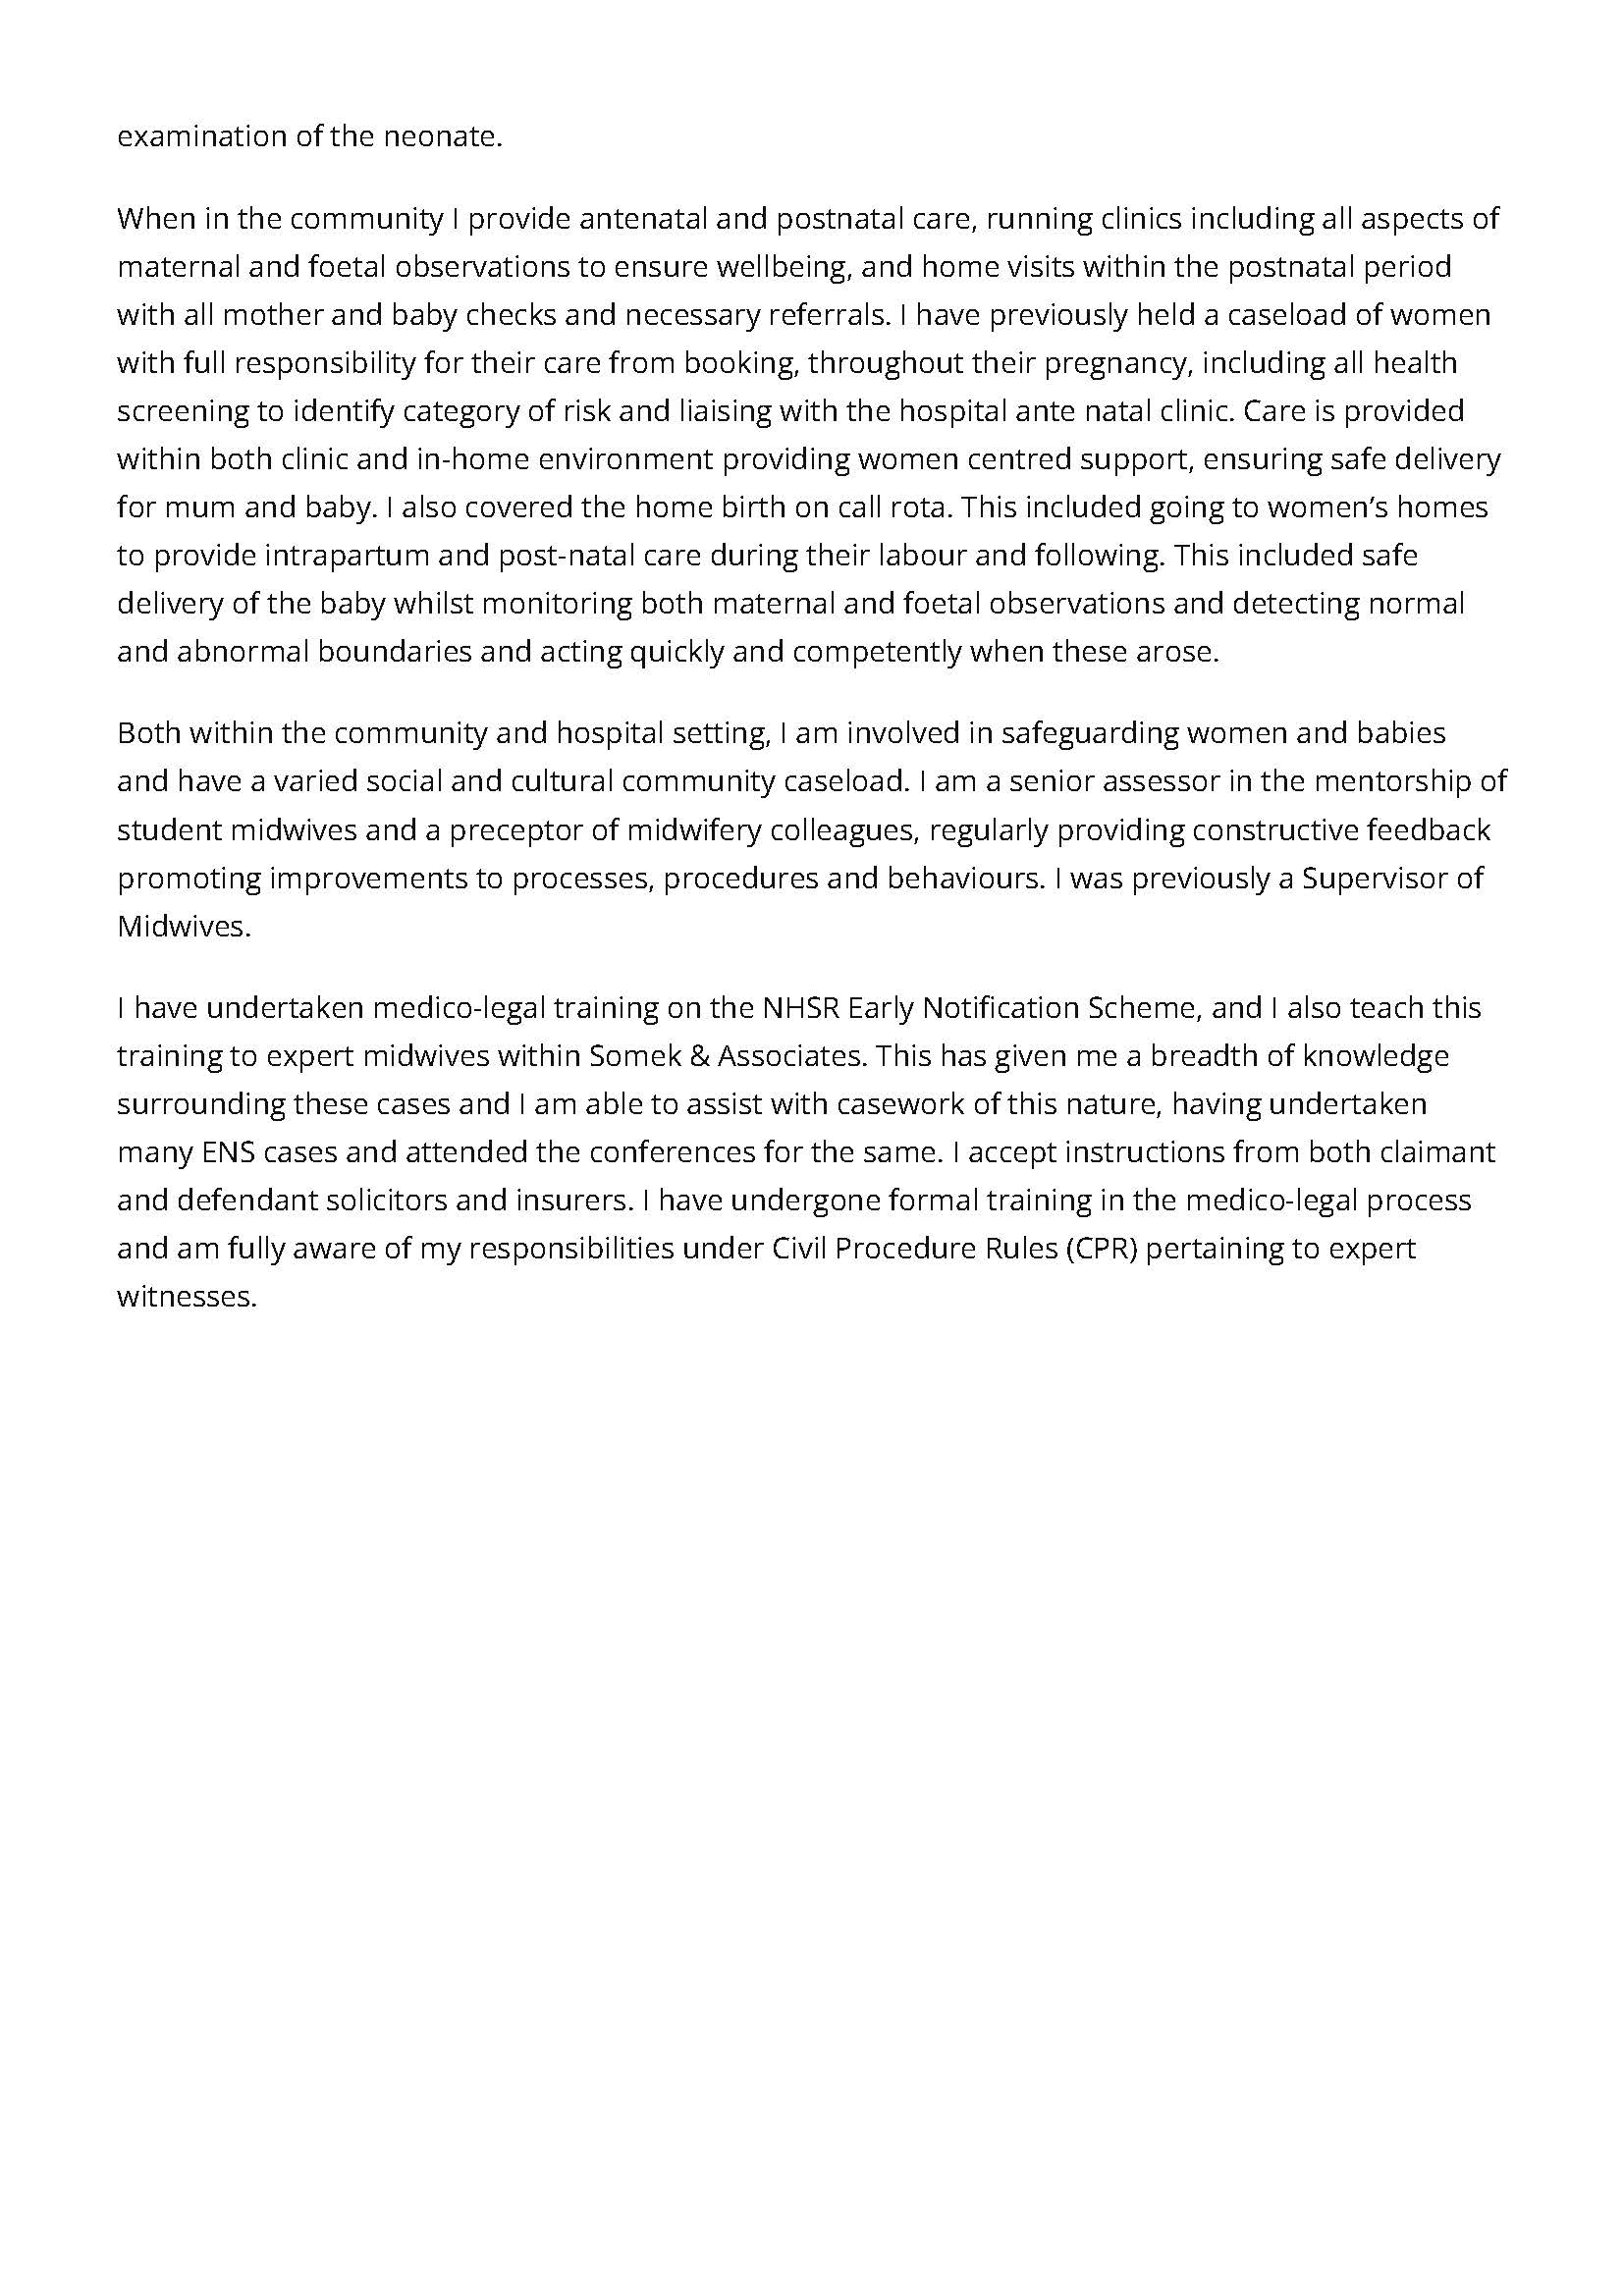 examination of the neonate.
When in the community I provide antenatal and postnatal care, running clinics including all aspects of
maternal and foetal observations to ensure wellbeing, and home visits within the postnatal period
with all mother and baby checks and necessary referrals. I have previously held a caseload of women
with full responsibility for their care from booking, throughout their pregnancy, including all health
screening to identify category of risk and liaising with the hospital ante natal clinic. Care is provided
within both clinic and in-home environment providing women centred support, ensuring safe delivery
for mum and baby. I also covered the home birth on call rota. This included going to women’s homes
to provide intrapartum and post-natal care during their labour and following. This included safe
delivery of the baby whilst monitoring both maternal and foetal observations and detecting normal
and abnormal boundaries and acting quickly and competently when these arose.
Both within the community and hospital setting, I am involved in safeguarding women and babies
and have a varied social and cultural community caseload. I am a senior assessor in the mentorship of
student midwives and a preceptor of midwifery colleagues, regularly providing constructive feedback
promoting improvements to processes, procedures and behaviours. I was previously a Supervisor of
Midwives.
I have undertaken medico-legal training on the NHSR Early Notification Scheme, and I also teach this
training to expert midwives within Somek & Associates. This has given me a breadth of knowledge
surrounding these cases and I am able to assist with casework of this nature, having undertaken
many ENS cases and attended the conferences for the same. I accept instructions from both claimant
and defendant solicitors and insurers. I have undergone formal training in the medico-legal process
and am fully aware of my responsibilities under Civil Procedure Rules (CPR) pertaining to expert
witnesses.